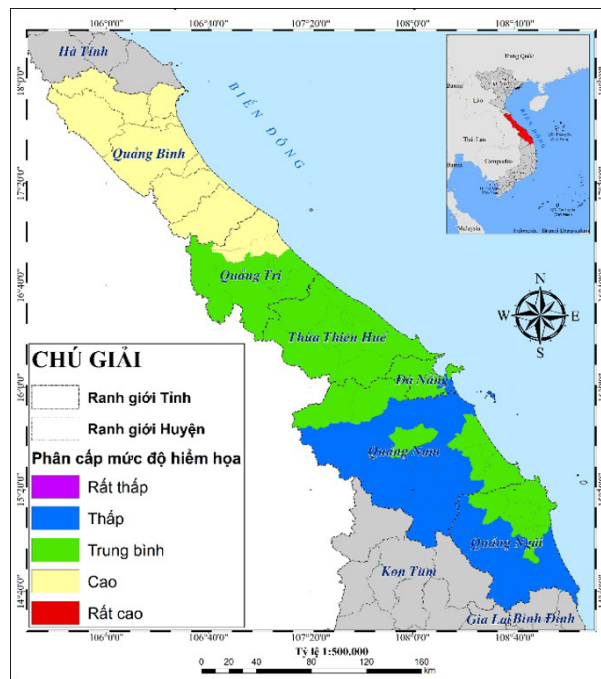 106°0'0"
106°40'0"
107°20'0"
108°0'0"
108°40'0"
Hà Tĩnh
18°0'0"
BIỂN ĐÔNG
Quảng Bình
17°20'0"
Quảng Trị
16°40'0"
Thừa Thiên Huế
Đà Nẵng
16°0'0"
Quảng Nam
15°20'0"
Quảng Ngãi
Kon Tum
14°40'0"
Gia Lai
Bình Định
Trung Quốc
Lào
BIỂN ĐÔNG
Thái Lan
Campuchia
Malaysia
N
W
E
S
CHÚ GIẢI
Ranh giới Tỉnh
Ranh giới Huyện
Phân cấp mức độ hiểm họa
Rất thấp
Thấp
Trung bình
Cao
Rất cao
106°0'0"
106°40'0"
107°20'0"
108°0'0"
108°40'0"
Tỷ lệ 1:500.000
0 20 40 80 120 160
km